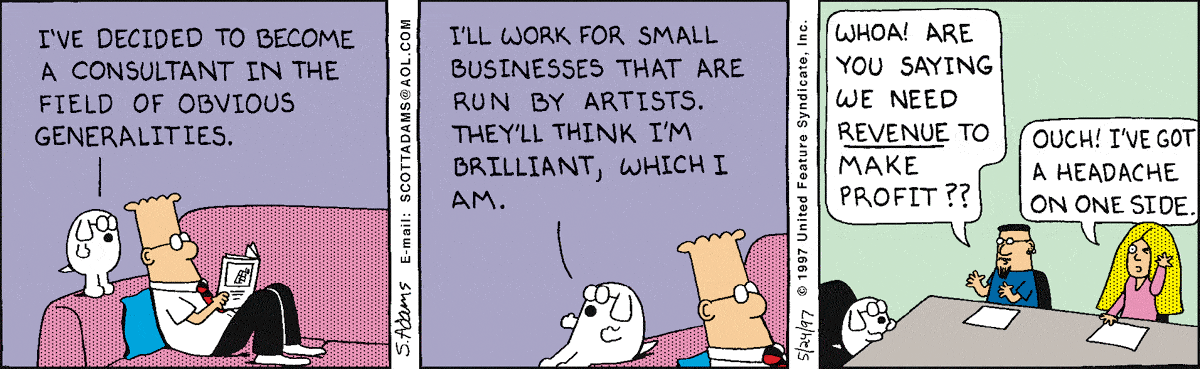 I'VE DECIDED TO BECOME
A CONSULTANT IN THE
FIELD OF OBVIOUS
GENERALITIES.
S.Adams
E-mail: SCOTTADAMS@AOL.COM
I'LL WORK FOR SMALL
BUSINESSES THAT ARE
RUN BY ARTISTS.
THEY'LL THINK I'M
BRILLIANT, WHICH I
AM.
5/24/97 © 1997 United Feature Syndicate, Inc.
WHOA! ARE
YOU SAYING
WE NEED
REVENUE TO
MAKE
PROFIT??
OUCH! I'VE GOT
A HEADACHE
ON ONE SIDE.